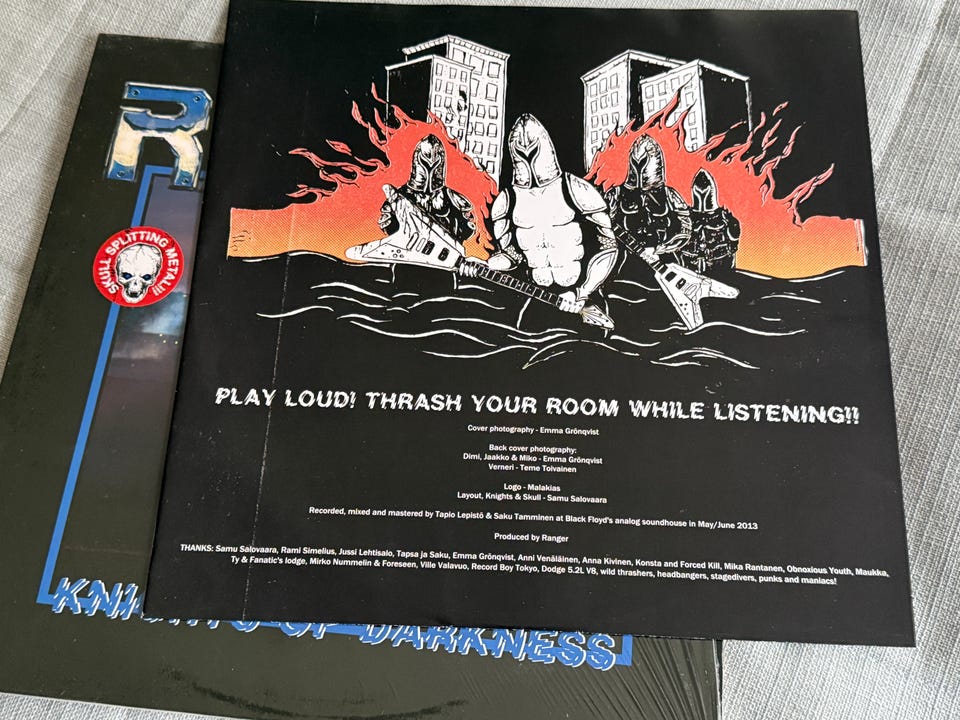 R
SKULL SPLITTING METAL!!!
PLAY LOUD! THRASH YOUR ROOM WHILE LISTENING!!
Cover photography - Emma Grönqvist
Back cover photography:
Dimi, Jaakko & Miko - Emma Grönqvist
Verneri - Teme Toivainen
Logo - Malakias
Layout, Knights & Skull - Samu Salovaara
Recorded, mixed and mastered by Tapio Lepistö & Saku Tamminen at Black Floyd's analog soundhouse in May/June 2013
Produced by Ranger
THANKS: Samu Salovaara, Rami Simelius, Jussi Lehtisalo, Tapsa ja Saku, Emma Grönqvist, Anni Venäläinen, Anna Kivinen, Konsta and Forced Kill, Mika Rantanen, Obnoxious Youth, Maukka,
Ty & Fanatic's lodge, Mirko Nummelin & Foreseen, Ville Valavuo, Record Boy Tokyo, Dodge 5.2L V8, wild thrashers, headbangers, stagedivers, punks and maniacs!
KNIGHTS OF DARKNESS